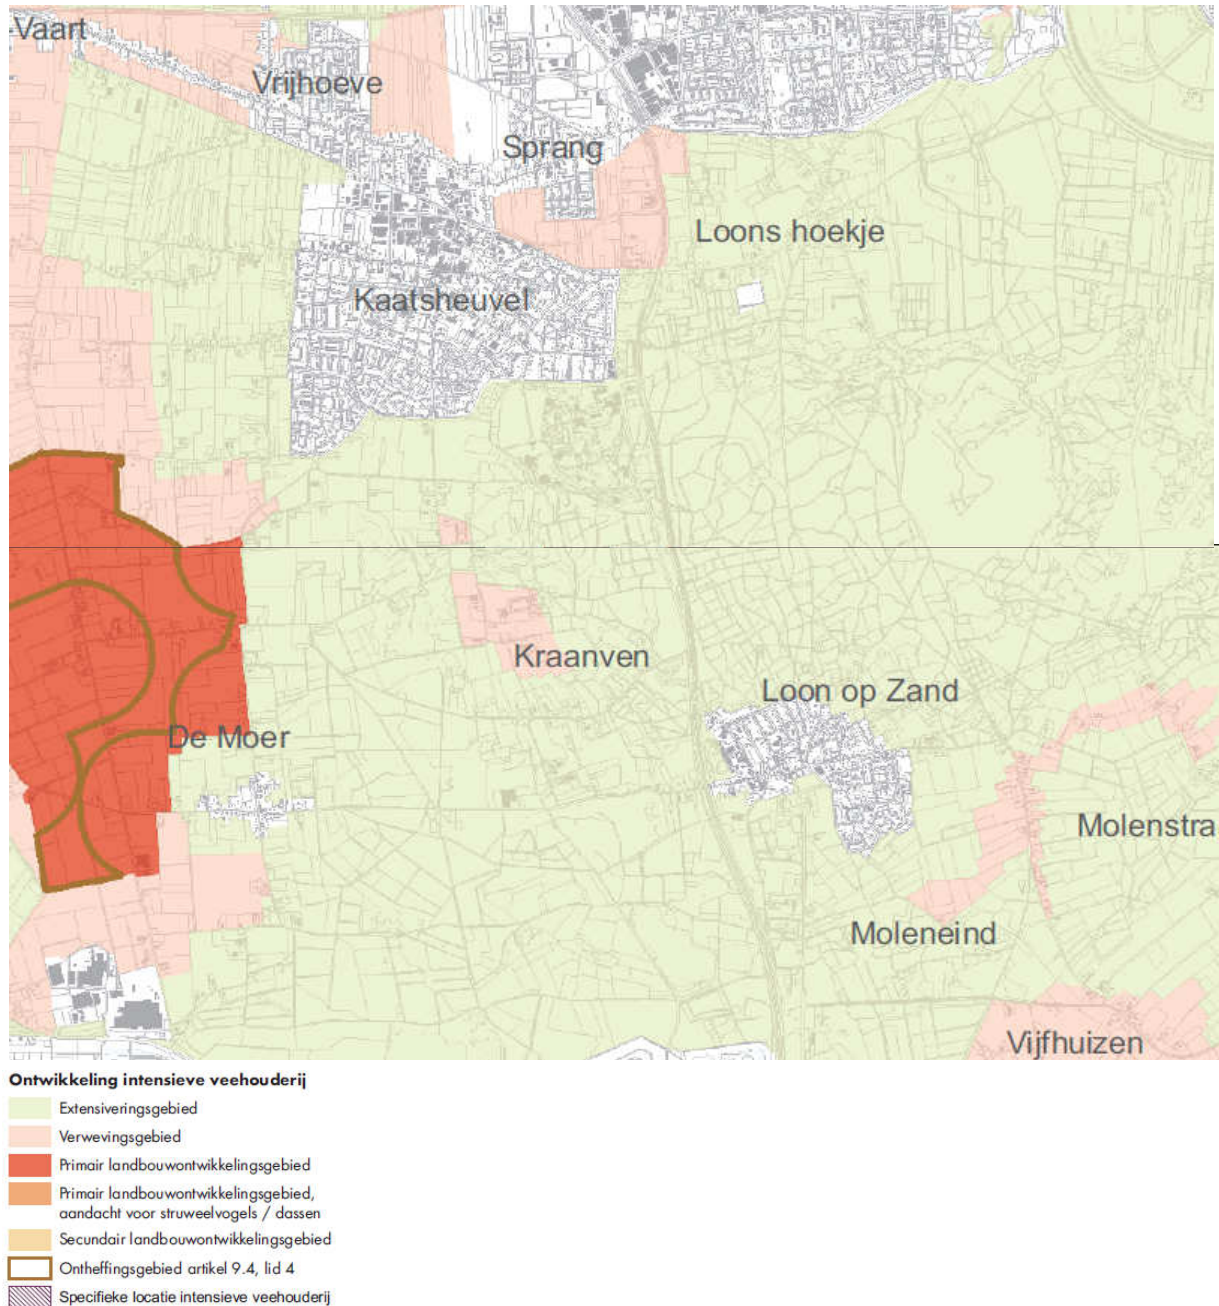 -Vaart
Vrijhoeve
Sprang
Loons hoekje
Kaatsheuvel
Kraanven
Loon op Zand
De Moer
Molenstra
Moleneind
Vijfhuizen
Ontwikkeling intensieve veehouderij
Extensiveringsgebied
Verwevingsgebied
Primair landbouwontwikkelingsgebied
Primair landbouwontwikkelingsgebied,
aandacht voor struweelvogels / dassen
Secundair landbouwontwikkelingsgebied
Ontheffingsgebied artikel 9.4, lid 4
Specifieke locatie intensieve veehouderij